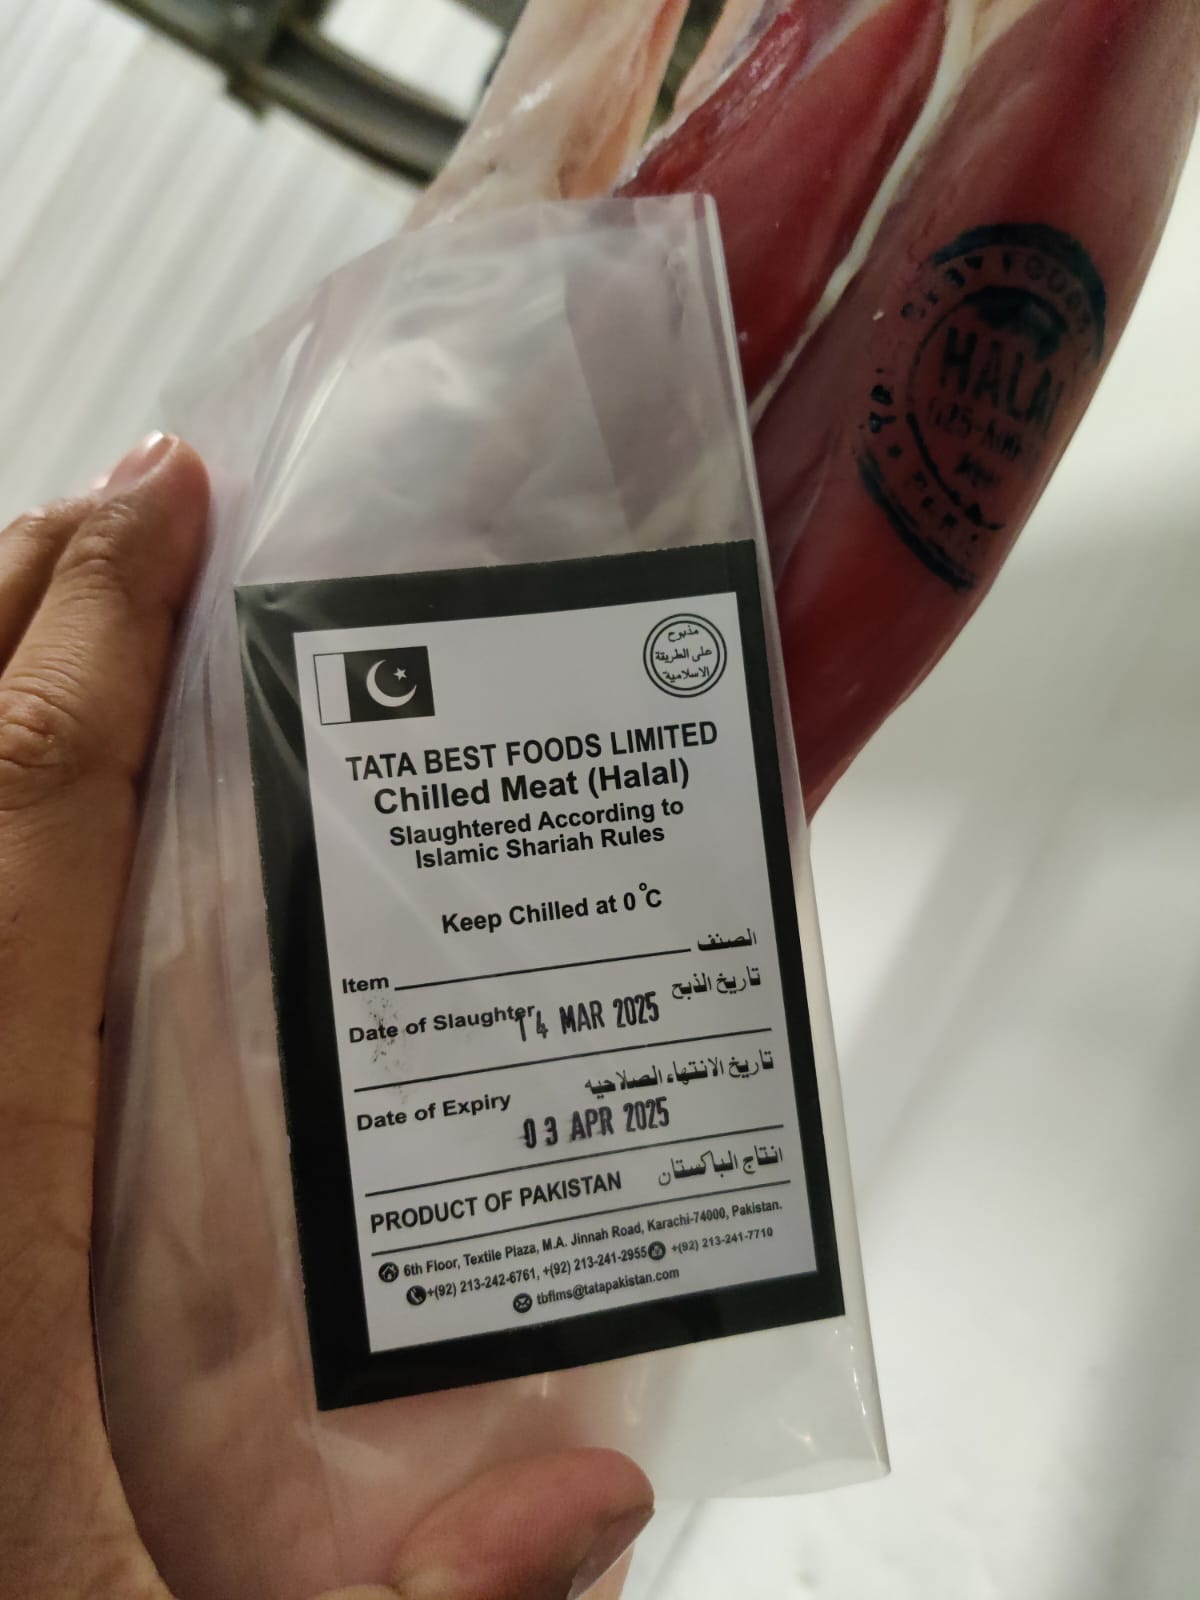 مذبوح
على الطريقة
الاسلامية
TATA BEST FOODS LIMITED
Chilled Meat (Halal)
Slaughtered According to
Islamic Shariah Rules
Keep Chilled at 0°C
Item الصنف
Date of Slaughter 14 MAR 2025 تاريخ الذبح
تاريخ الانتهاء الصلاحيه
Date of Expiry 03 APR 2025
PRODUCT OF PAKISTAN انتاج الباكستان
6th Floor, Textile Plaza, M.A. Jinnah Road, Karachi-74000, Pakistan.
+(92) 213-242-6761, +(92) 213-241-2955 +(92) 213-241-7710
tbflms@tatapakistan.com
HALAL